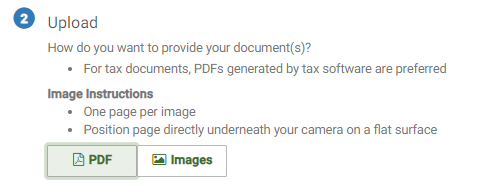 2 Upload
How do you want to provide your document(s)?
• For tax documents, PDFs generated by tax software are preferred
Image Instructions
• One page per image
• Position page directly underneath your camera on a flat surface
PDF Images